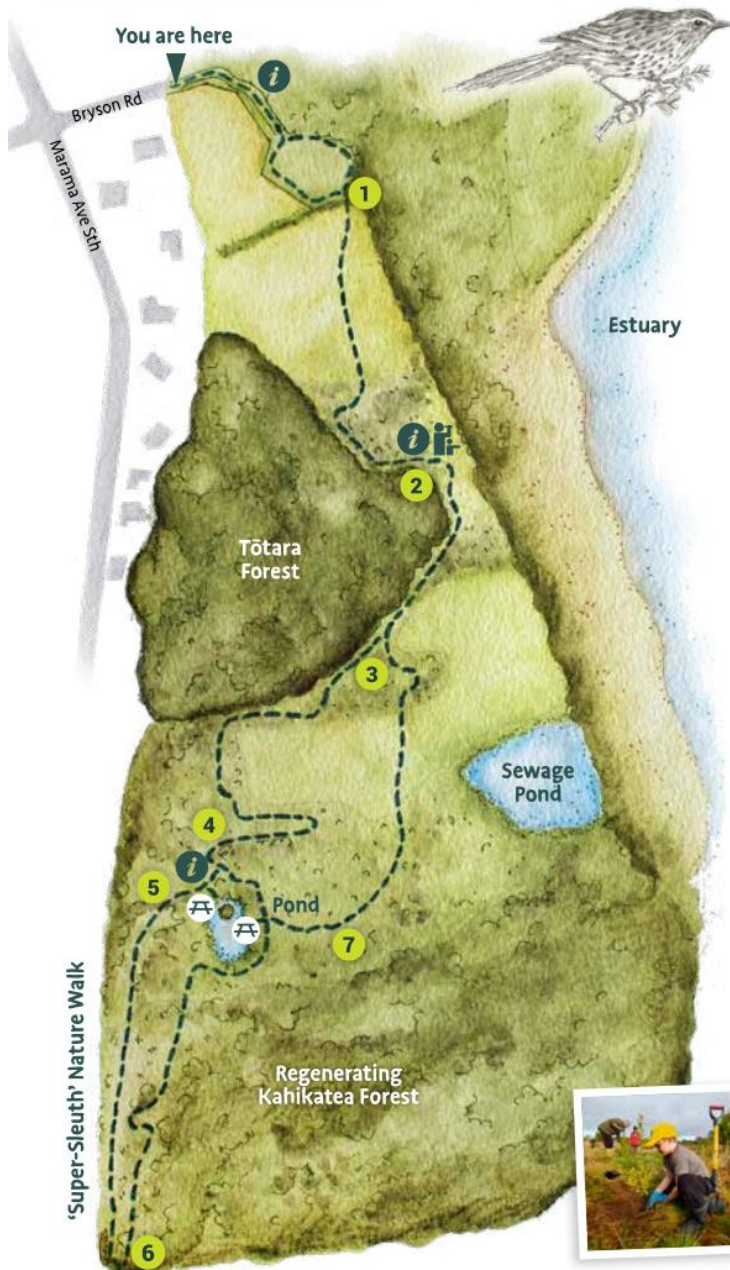 You are here
i
Bryson Rd
Marama Ave Sth
1
Estuary
i
2
Tōtara
Forest
3
Sewage
Pond
4
i
5
Pond
7
'Super-Sleuth' Nature Walk
Regenerating
Kahikatea Forest
6